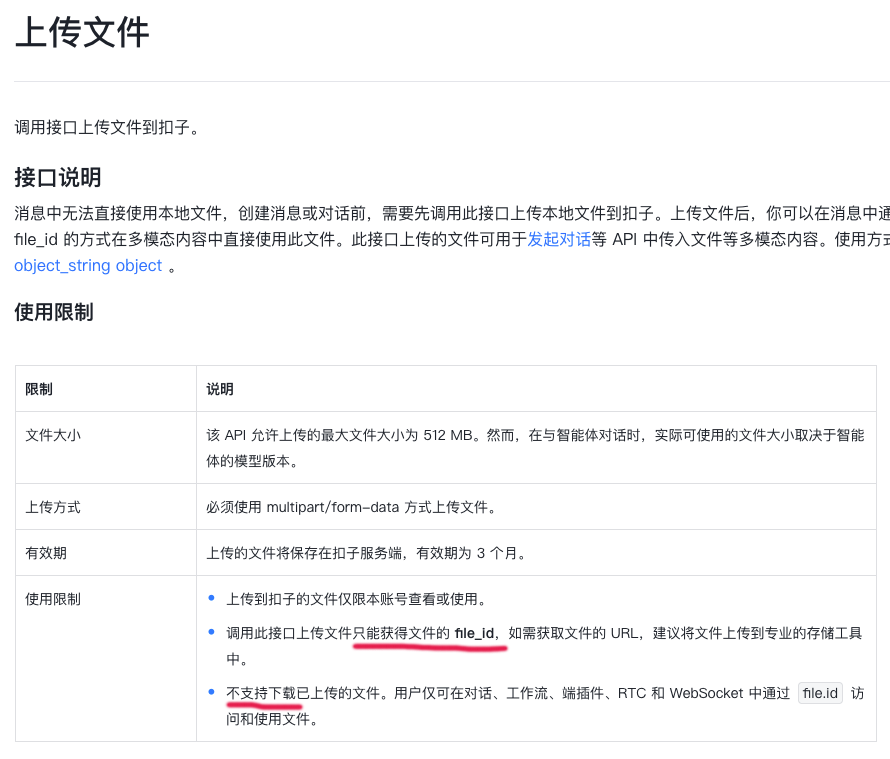 上传文件
调用接口上传文件到扣子。
接口说明
消息中无法直接使用本地文件，创建消息或对话前，需要先调用此接口上传本地文件到扣子。上传文件后，你可以在消息中通
file_id 的方式在多模态内容中直接使用此文件。此接口上传的文件可用于发起对话等 API 中传入文件等多模态内容。使用方式
object_string object 。
使用限制
限制 说明
文件大小 该 API 允许上传的最大文件大小为 512 MB。然而，在与智能体对话时，实际可使用的文件大小取决于智能
体的模型版本。
上传方式 必须使用 multipart/form-data 方式上传文件。
有效期 上传的文件将保存在扣子服务端，有效期为 3 个月。
使用限制 • 上传到扣子的文件仅限本账号查看或使用。
• 调用此接口上传文件只能获得文件的 file_id，如需获取文件的 URL，建议将文件上传到专业的存储工具
中。
• 不支持下载已上传的文件。用户仅可在对话、工作流、端插件、RTC 和 WebSocket 中通过 file.id 访
问和使用文件。